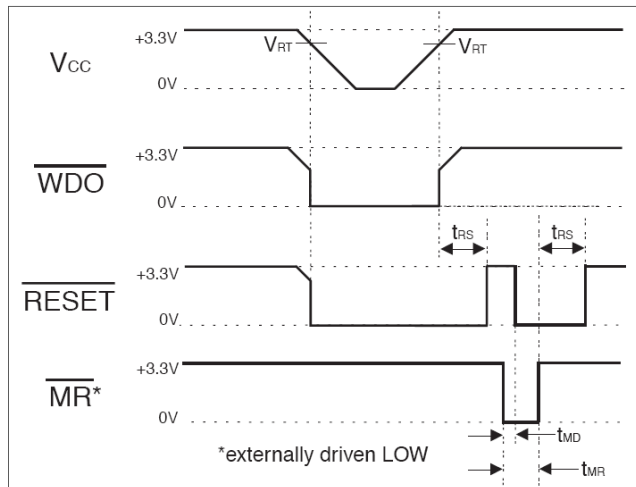 +3.3V
VRT
VRT
VCC
0V
+3.3V
WDO
0V
tRS
tRS
+3.3V
RESET
0V
+3.3V
MR*
0V
tMD
*externally driven LOW
tMR